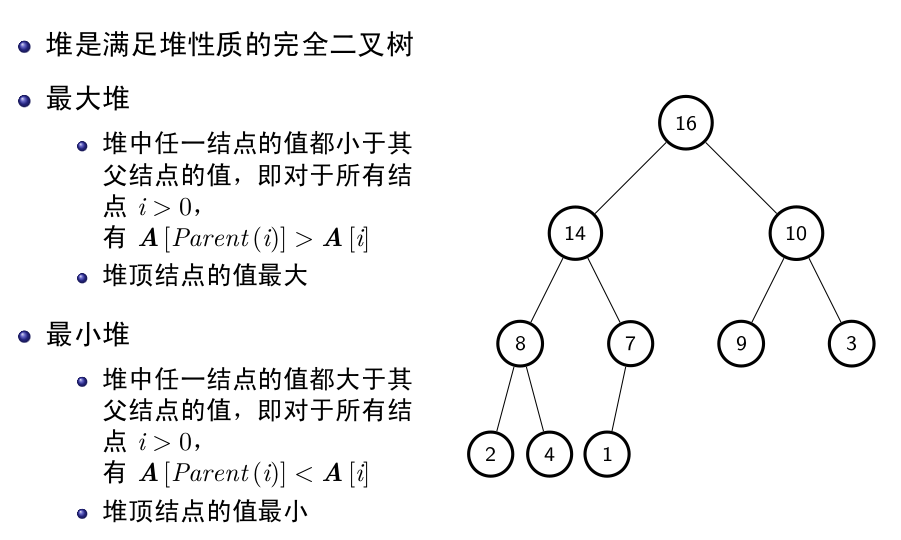 堆是满足堆性质的完全二叉树
最大堆
堆中任一结点的值都小于其
父结点的值，即对于所有结
点 i > 0，
有 A [Parent (i)] > A [i]
堆顶结点的值最大
最小堆
堆中任一结点的值都大于其
父结点的值，即对于所有结
点 i > 0，
有 A [Parent (i)] < A [i]
堆顶结点的值最小
16
14 10
8 7 9 3
2 4 1